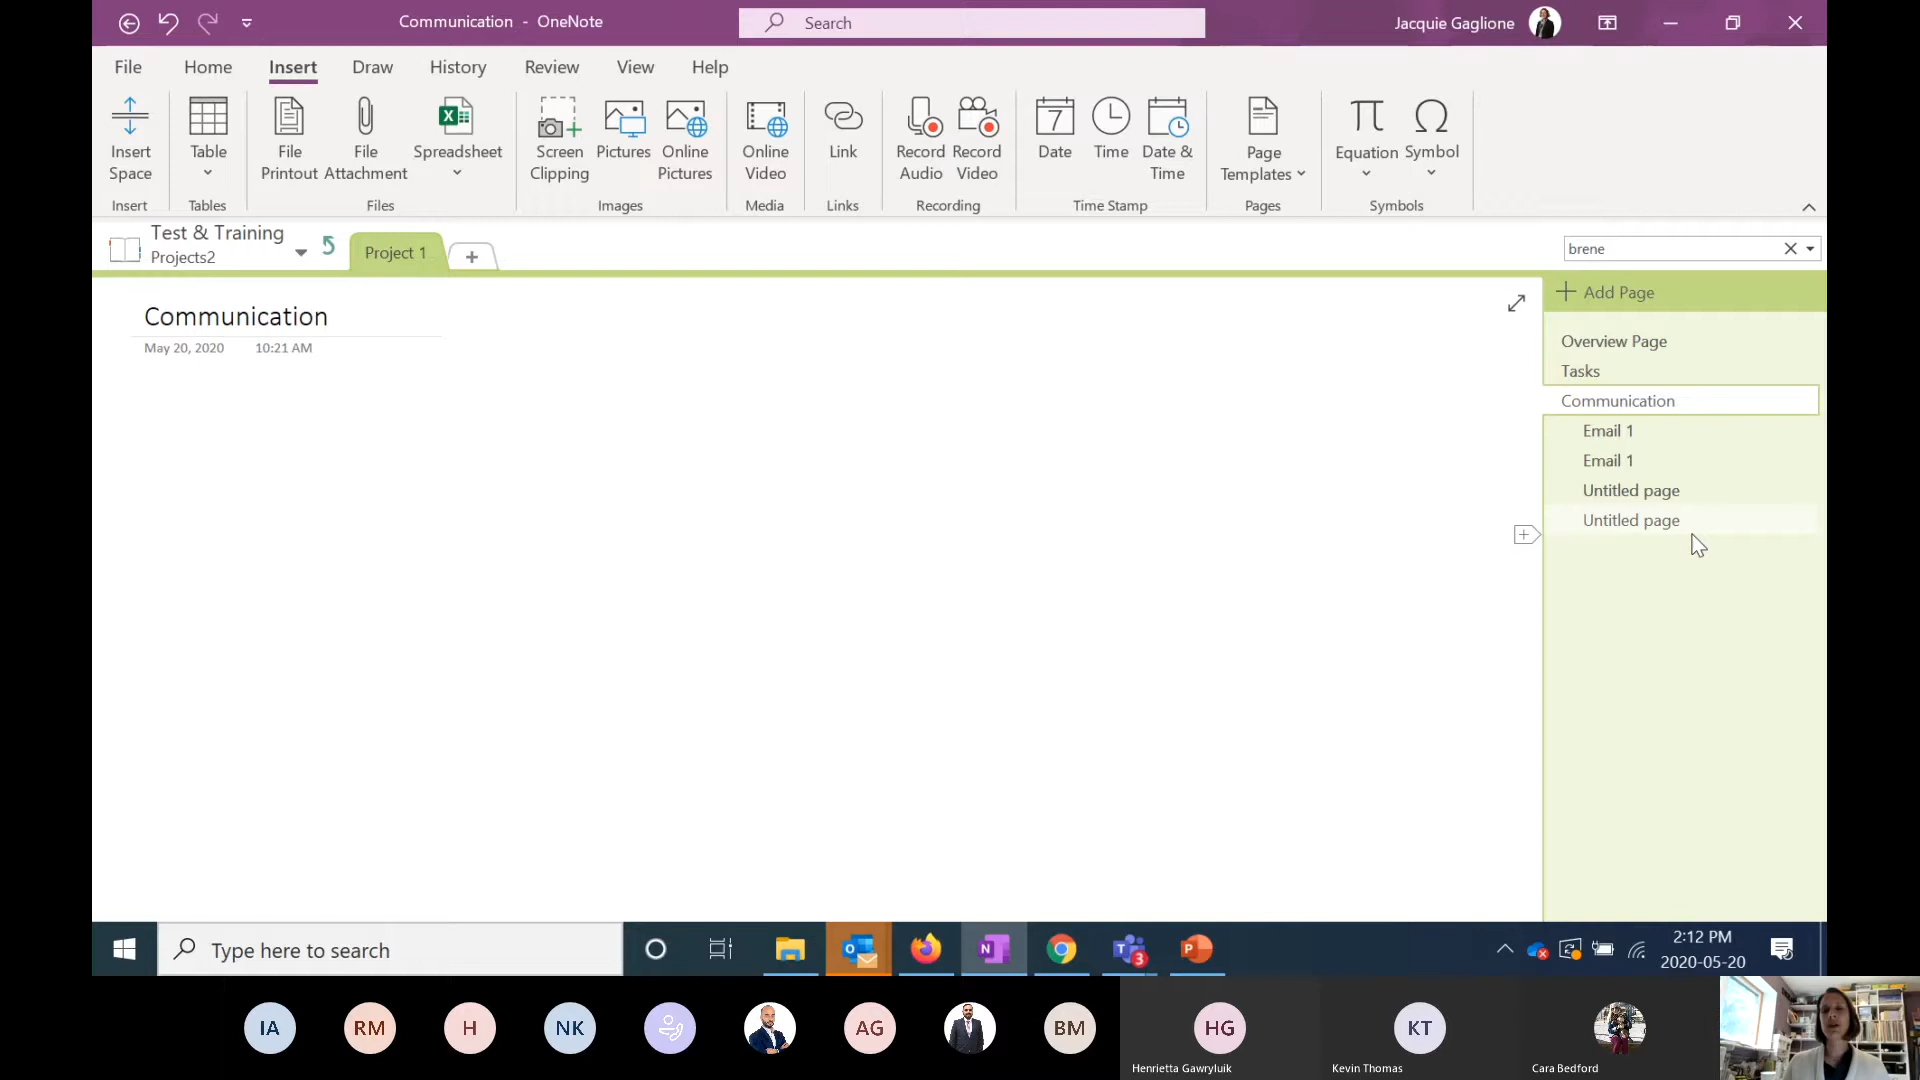 Communication - OneNote
Search
Jacquie Gaglione
File Home Insert Draw History Review View Help
Insert Space
Table
File Printout
File Attachment
Spreadsheet
Screen Clipping
Pictures
Online Pictures
Online Video
Link
Record Audio
Record Video
Date
Time
Date & Time
Page Templates
Equation
Symbol
Insert Tables Files Images Media Links Recording Time Stamp Pages Symbols
Test & Training
Projects2
Project 1
brene
Add Page
Communication
May 20, 2020 10:21 AM
Overview Page
Tasks
Communication
Email 1
Email 1
Untitled page
Untitled page
Type here to search
2:12 PM
2020-05-20
IA RM H NK AG BM HG KT
Henrietta Gawryluik
Kevin Thomas
Cara Bedford